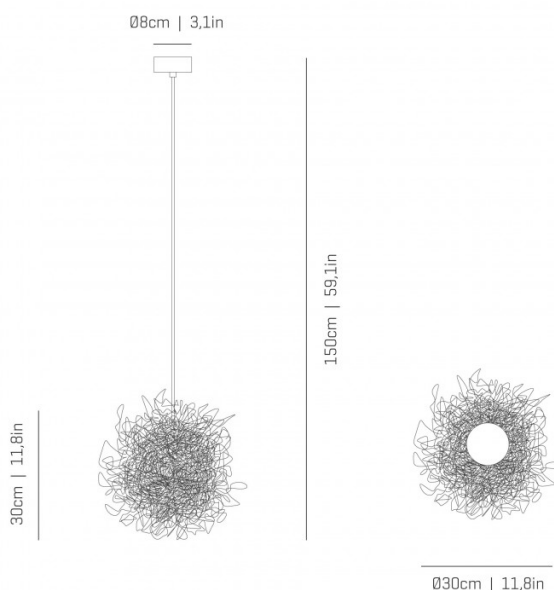 Ø8cm | 3,1in
150cm | 59,1in
30cm | 11,8in
Ø30cm | 11,8in